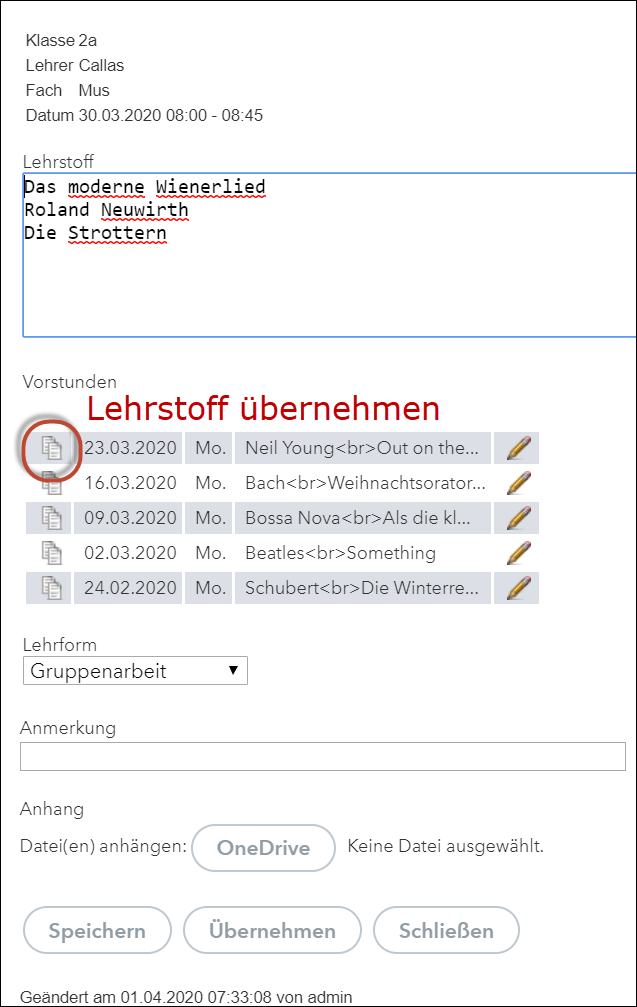 Klasse 2a
Lehrer Callas
Fach Mus
Datum 30.03.2020 08:00 - 08:45
Lehrstoff
Das moderne Wienerlied
Roland Neuwirth
Die Strottern
Vorstunden
Lehrstoff übernehmen
23.03.2020 Mo. Neil Young<br>Out on the...
16.03.2020 Mo. Bach<br>Weihnachtsorator...
09.03.2020 Mo. Bossa Nova<br>Als die kl...
02.03.2020 Mo. Beatles<br>Something
24.02.2020 Mo. Schubert<br>Die Winterre...
Lehrform
Gruppenarbeit
Anmerkung
Anhang
Datei(en) anhängen: OneDrive Keine Datei ausgewählt.
Speichern Übernehmen Schließen
Geändert am 01.04.2020 07:33:08 von admin